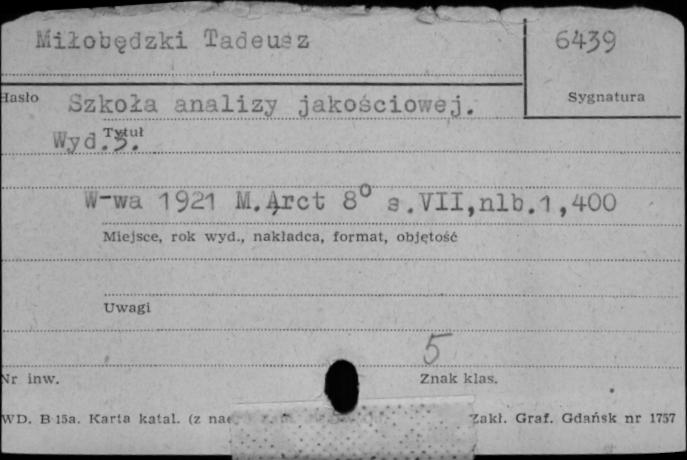 Miłobędzki Tadeusz
6439
Hasło
Sygnatura
Szkoła analizy jakościowej.
Tytuł
Wyd.3.
W-wa 1921 M.Arct 8° s.VII,nlb.1,400
Miejsce, rok wyd., nakładca, format, objętość
Uwagi
5
Nr inw.
Znak klas.
WD. B-15a. Karta katal. (z
Zakł. Graf. Gdańsk nr 1757